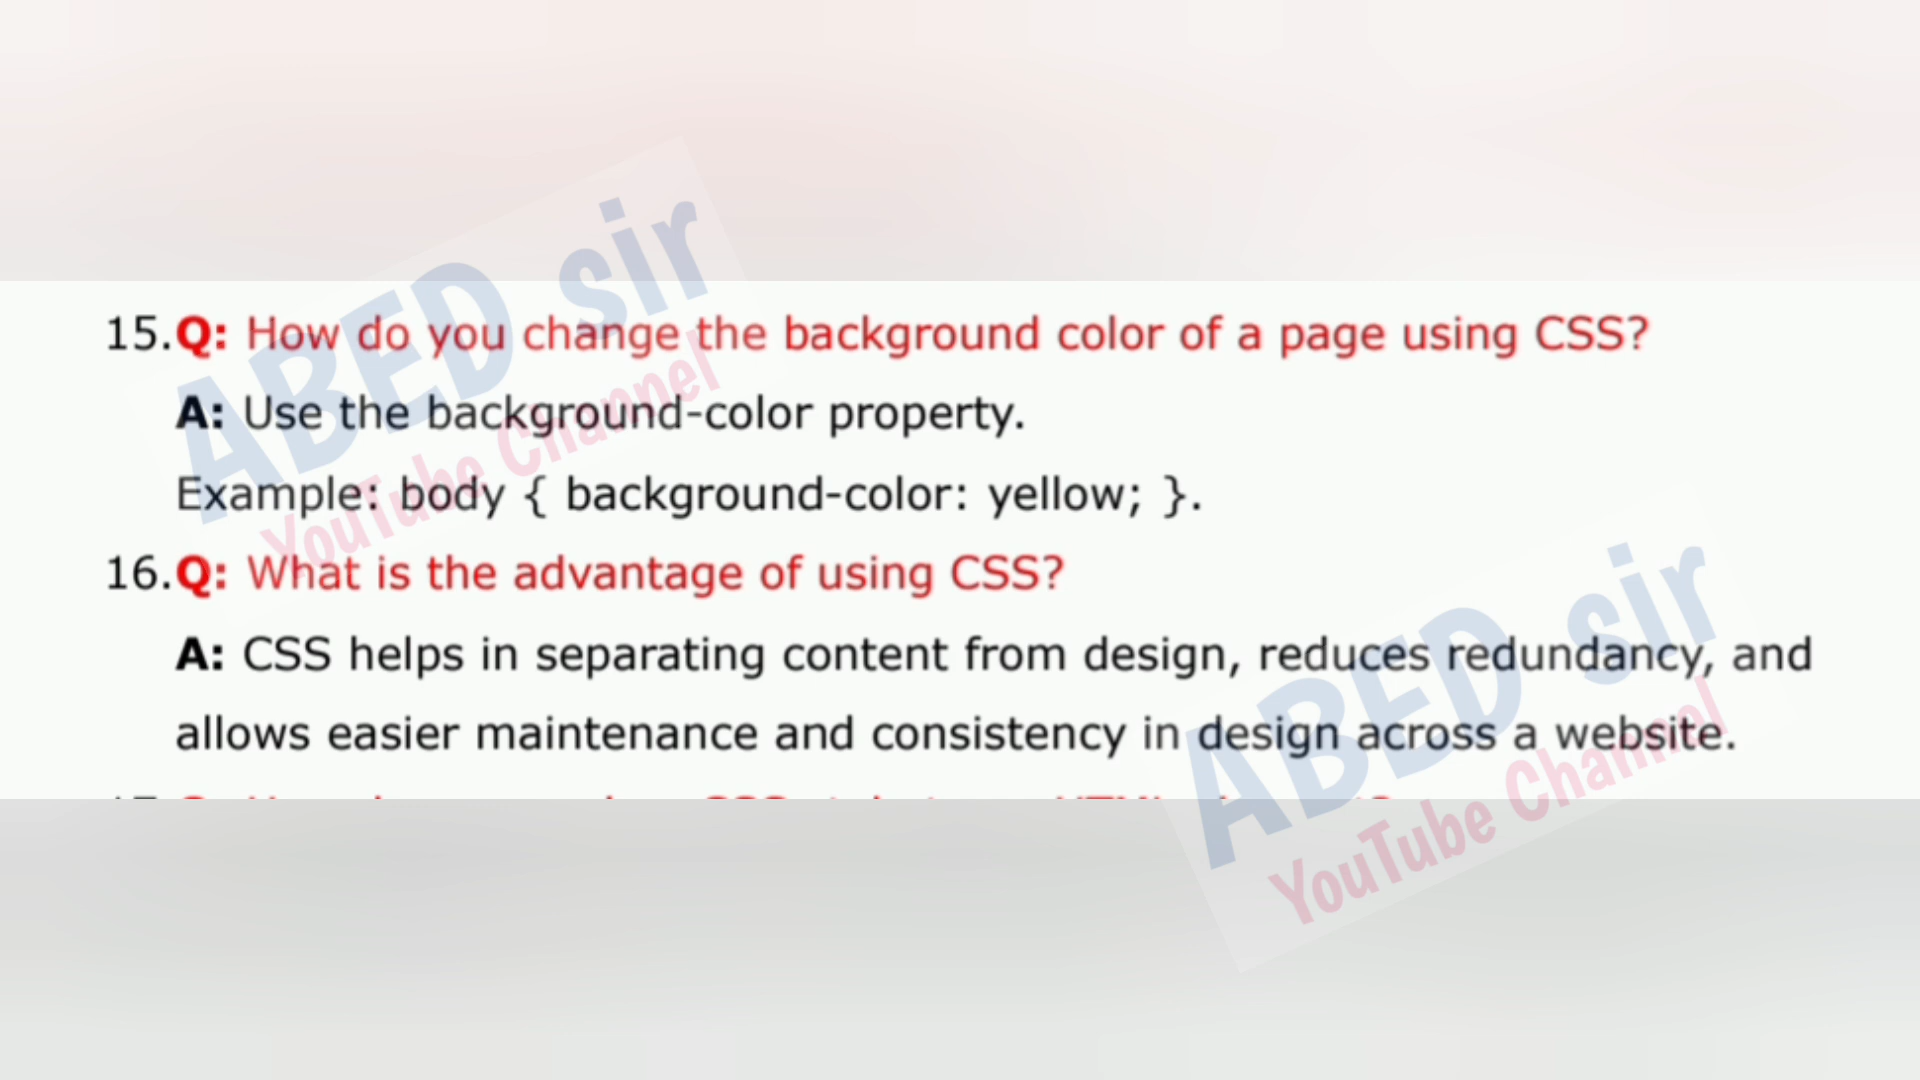 15.Q: How do you change the background color of a page using CSS?
A: Use the background-color property.
Example: body { background-color: yellow; }.
16.Q: What is the advantage of using CSS?
A: CSS helps in separating content from design, reduces redundancy, and
allows easier maintenance and consistency in design across a website.
ABED sir
YouTube Channel
ABED sir
YouTube Channel